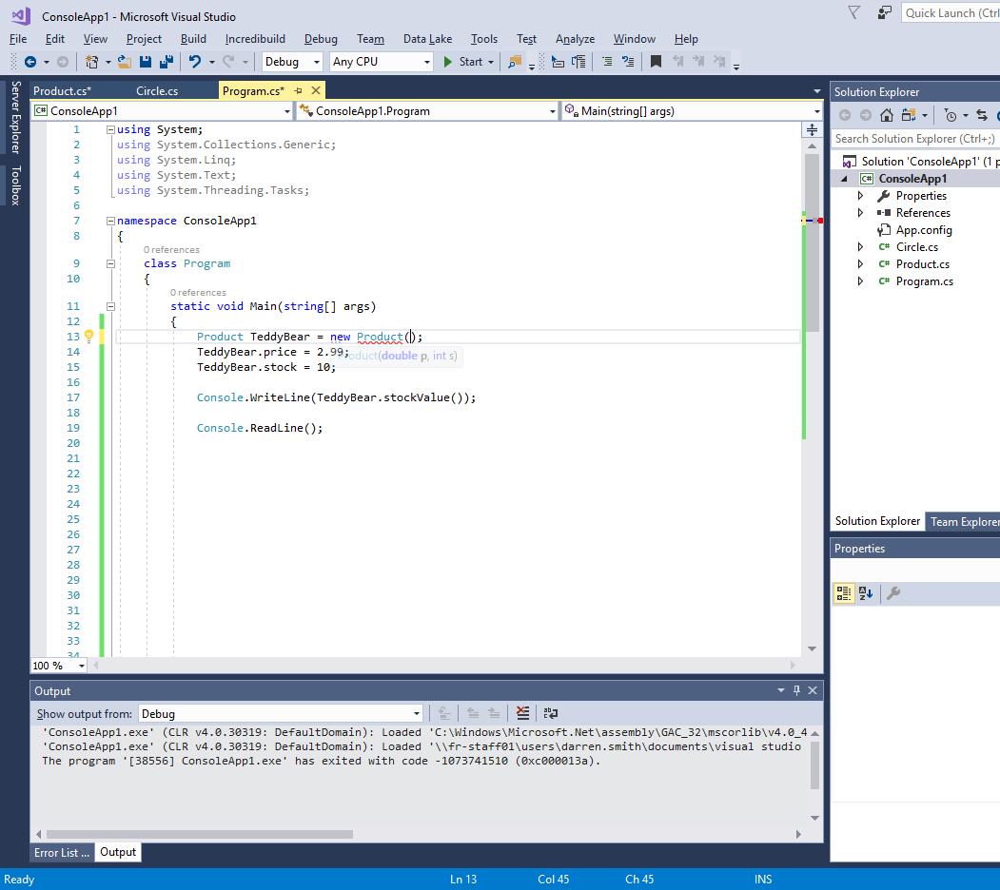 ConsoleApp1 - Microsoft Visual Studio
Quick Launch (Ctrl
File Edit View Project Build Incredibuild Debug Team Data Lake Tools Test Analyze Window Help
Debug Any CPU Start
Server Explorer
Toolbox
Product.cs* Circle.cs Program.cs*
ConsoleApp1 ConsoleApp1.Program Main(string[] args)
1 using System;
2 using System.Collections.Generic;
3 using System.Linq;
4 using System.Text;
5 using System.Threading.Tasks;
6
7 namespace ConsoleApp1
8 {
0 references
9 class Program
10 {
0 references
11 static void Main(string[] args)
12 {
13 Product TeddyBear = new Product();
14 TeddyBear.price = 2.99;
Product(double p, int s)
15 TeddyBear.stock = 10;
16
17 Console.WriteLine(TeddyBear.stockValue());
18
19 Console.ReadLine();
20
21
22
23
24
25
26
27
28
29
30
31
32
33
34
100 %
Solution Explorer
Search Solution Explorer (Ctrl+;)
Solution 'ConsoleApp1' (1 p
C# ConsoleApp1
Properties
References
App.config
C# Circle.cs
C# Product.cs
C# Program.cs
Solution Explorer Team Explorer
Properties
Output
Show output from: Debug
'ConsoleApp1.exe' (CLR v4.0.30319: DefaultDomain): Loaded 'C:\Windows\Microsoft.Net\assembly\GAC_32\mscorlib\v4.0_4
'ConsoleApp1.exe' (CLR v4.0.30319: DefaultDomain): Loaded '\\fr-staff01\users\darren.smith\documents\visual studio
The program '[38556] ConsoleApp1.exe' has exited with code -1073741510 (0xc000013a).
Error List ... Output
Ready Ln 13 Col 45 Ch 45 INS